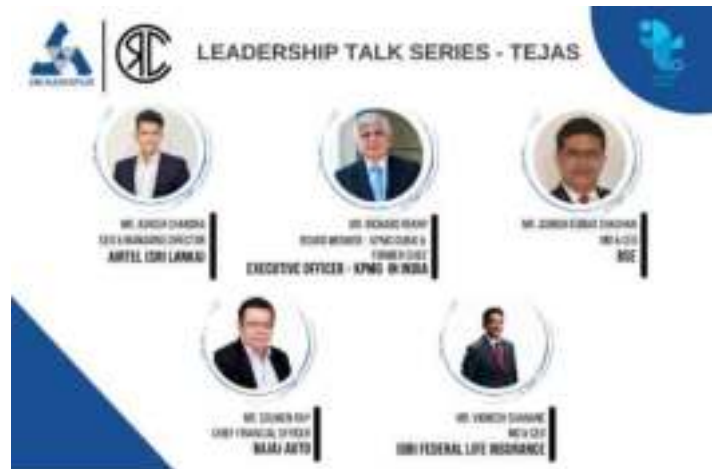 LEADERSHIP TALK SERIES - TEJAS
MR. ASHISH CHANDRA
CEO & MANAGING DIRECTOR
AIRTEL (SRI LANKA)
MR. RICHARD REKHY
BOARD MEMBER - KPMG DUBAI &
FORMER CHIEF
EXECUTIVE OFFICER - KPMG IN INDIA
MR. ASHISH KUMAR CHAUHAN
MD & CEO
BSE
MR. SOUMEN RAY
CHIEF FINANCIAL OFFICER
BAJAJ AUTO
MR. VIGNESH SHAHANE
MD & CEO
IDBI FEDERAL LIFE INSURANCE